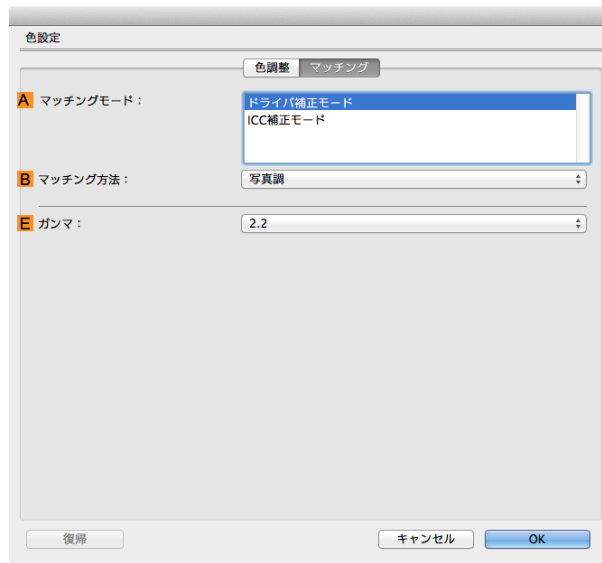 色設定
色調整 マッチング
A マッチングモード： ドライバ補正モード
ICC補正モード
B マッチング方法： 写真調
E ガンマ： 2.2
復帰 キャンセル OK